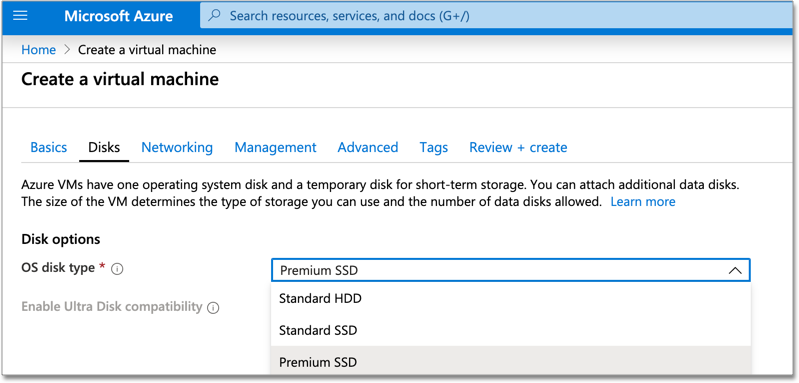 Microsoft Azure
Search resources, services, and docs (G+/)
Home > Create a virtual machine
Create a virtual machine
Basics Disks Networking Management Advanced Tags Review + create
Azure VMs have one operating system disk and a temporary disk for short-term storage. You can attach additional data disks.
The size of the VM determines the type of storage you can use and the number of data disks allowed. Learn more
Disk options
OS disk type * Premium SSD
Standard HDD
Enable Ultra Disk compatibility
Standard SSD
Premium SSD